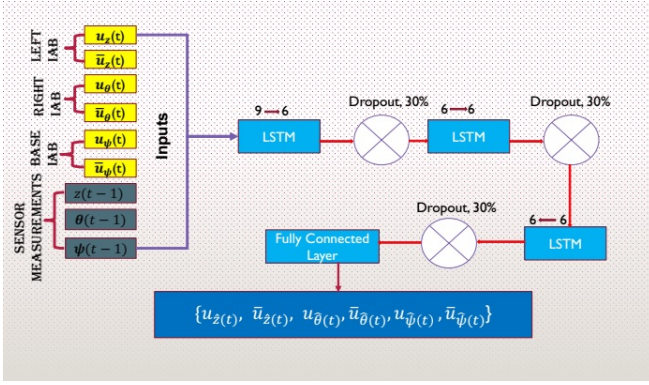 LEFT IAB
u_z(t)
ū_z(t)
RIGHT IAB
u_θ(t)
ū_θ(t)
BASE IAB
u_ψ(t)
ū_ψ(t)
SENSOR MEASUREMENTS
z(t − 1)
θ(t − 1)
ψ(t − 1)
Inputs
9 → 6
LSTM
Dropout, 30%
6 → 6
LSTM
Dropout, 30%
6 ← 6
LSTM
Dropout, 30%
Fully Connected
Layer
{u_ẑ(t), ū_ẑ(t), u_θ̂(t), ū_θ̂(t), u_ψ̂(t), ū_ψ̂(t)}